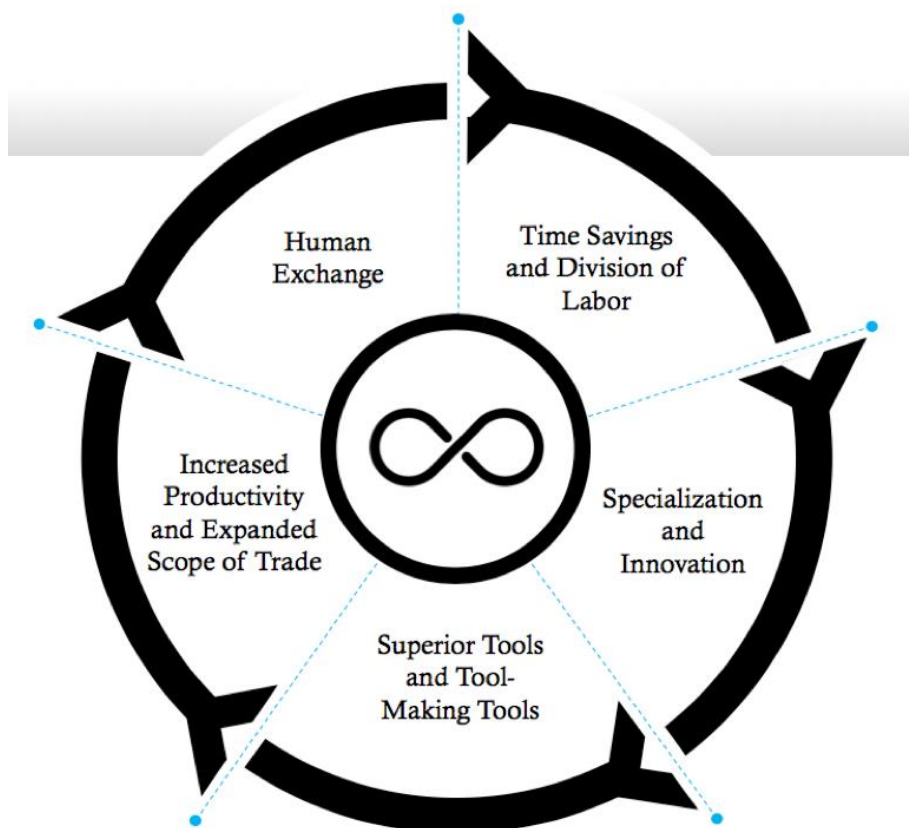 Human
Exchange
Time Savings
and Division of
Labor
Specialization
and
Innovation
Superior Tools
and Tool-
Making Tools
Increased
Productivity
and Expanded
Scope of Trade